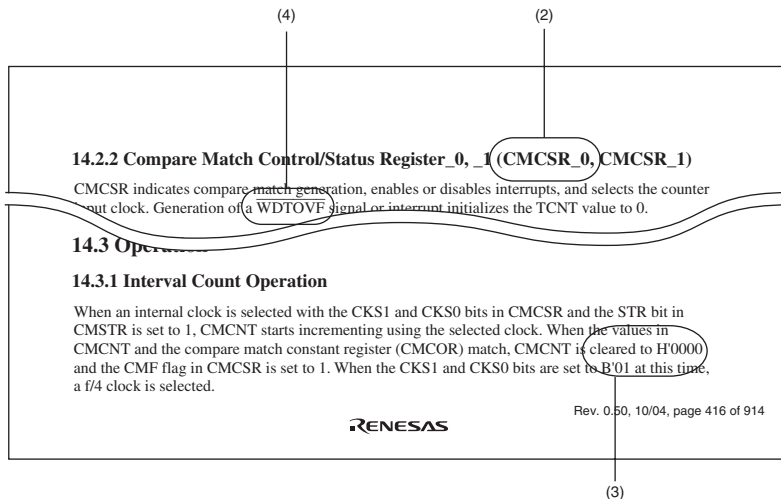 (4) (2)
14.2.2 Compare Match Control/Status Register_0, _1 (CMCSR_0, CMCSR_1)
CMCSR indicates compare match generation, enables or disables interrupts, and selects the counter
input clock. Generation of a WDTOVF signal or interrupt initializes the TCNT value to 0.
14.3 Operation
14.3.1 Interval Count Operation
When an internal clock is selected with the CKS1 and CKS0 bits in CMCSR and the STR bit in
CMSTR is set to 1, CMCNT starts incrementing using the selected clock. When the values in
CMCNT and the compare match constant register (CMCOR) match, CMCNT is cleared to H'0000
and the CMF flag in CMCSR is set to 1. When the CKS1 and CKS0 bits are set to B'01 at this time,
a f/4 clock is selected.
Rev. 0.50, 10/04, page 416 of 914
RENESAS
(3)